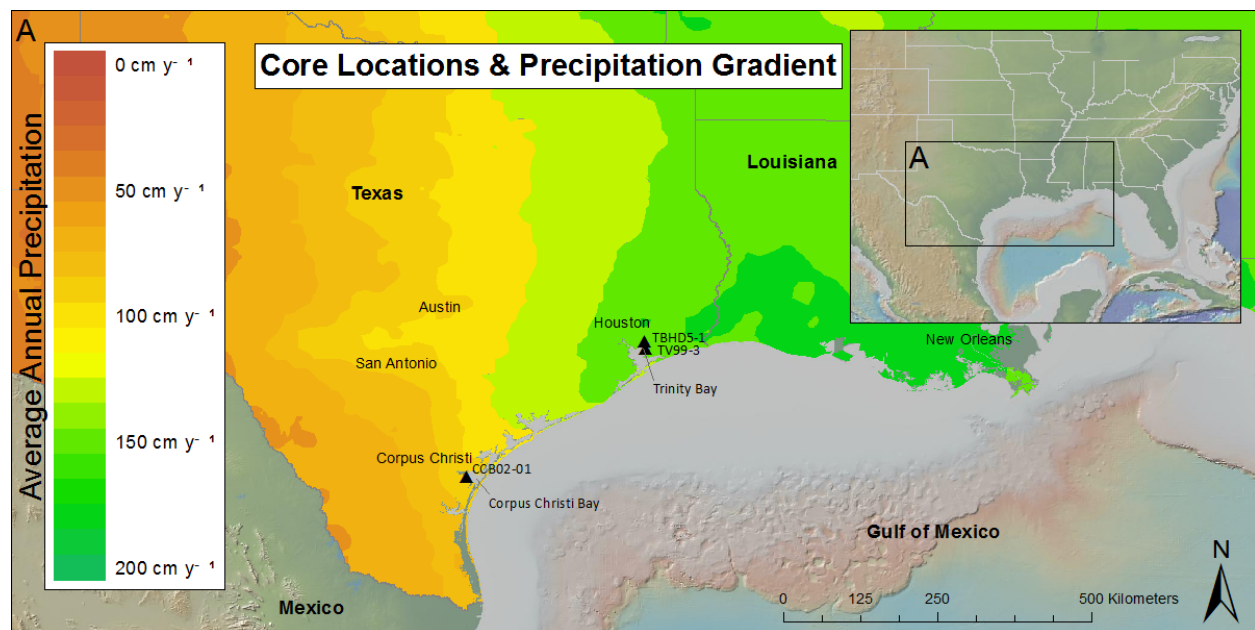 A
Core Locations & Precipitation Gradient
0 cm y⁻ ¹
50 cm y⁻ ¹
100 cm y⁻ ¹
150 cm y⁻ ¹
200 cm y⁻ ¹
Average Annual Precipitation
A
Texas
Louisiana
Austin
San Antonio
Houston
TBHD5-1
TV99-3
Trinity Bay
New Orleans
Corpus Christi
CCB02-01
Corpus Christi Bay
Gulf of Mexico
Mexico
N
0 125 250 500 Kilometers